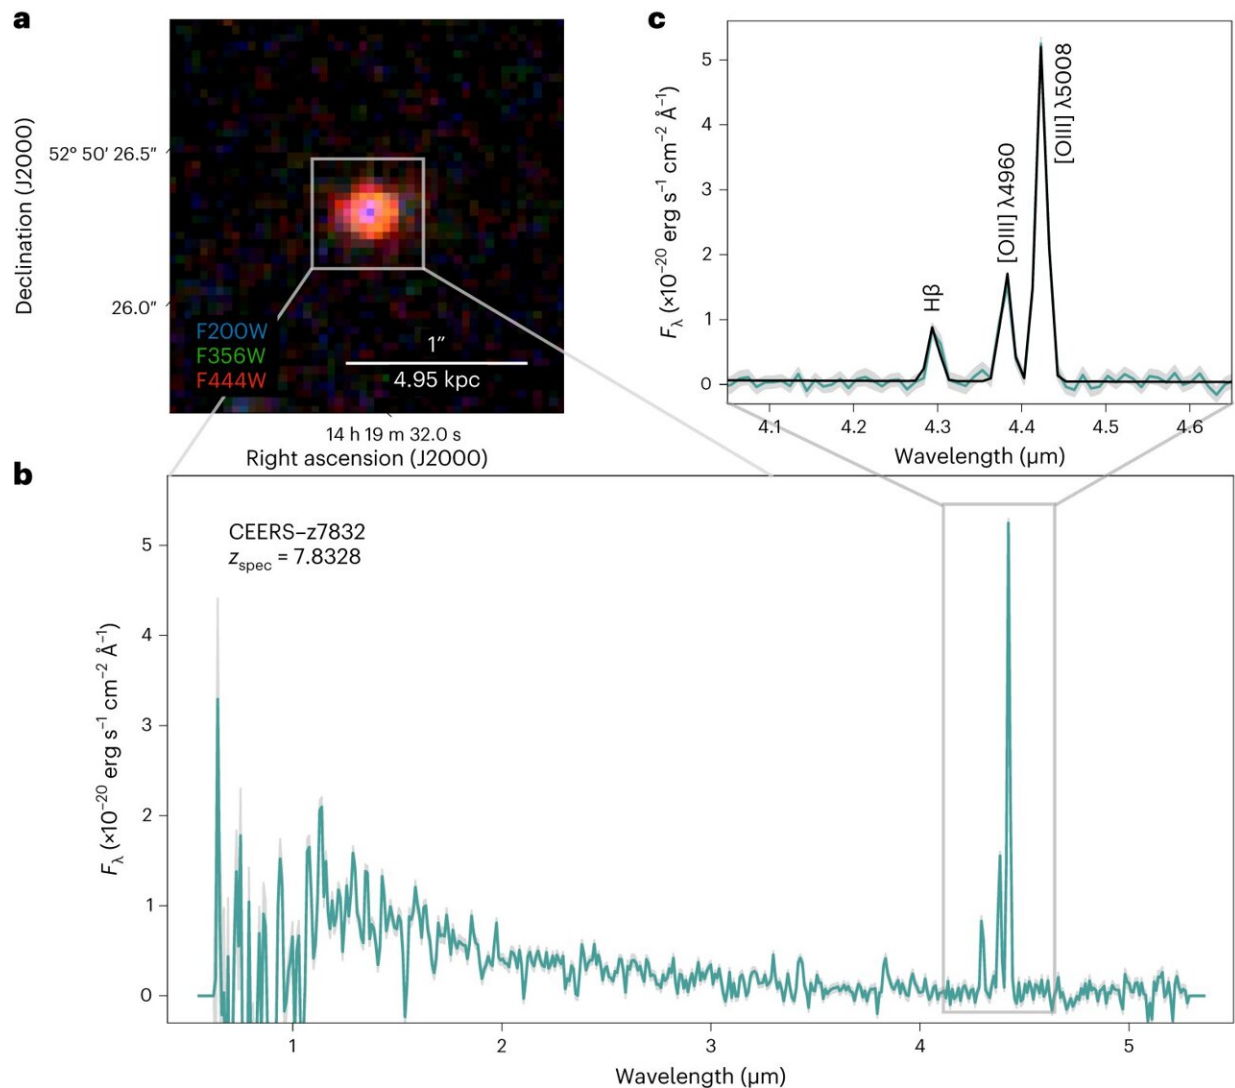 a
Declination (J2000)
52° 50′ 26.5″
26.0″
F200W
F356W
F444W
1″
4.95 kpc
14 h 19 m 32.0 s
Right ascension (J2000)
c
F_λ (×10⁻²⁰ erg s⁻¹ cm⁻² Å⁻¹)
5
4
3
2
1
0
Hβ
[OIII] λ4960
[OIII] λ5008
4.1 4.2 4.3 4.4 4.5 4.6
Wavelength (μm)
b
F_λ (×10⁻²⁰ erg s⁻¹ cm⁻² Å⁻¹)
5
4
3
2
1
0
CEERS–z7832
z_spec = 7.8328
1 2 3 4 5
Wavelength (μm)